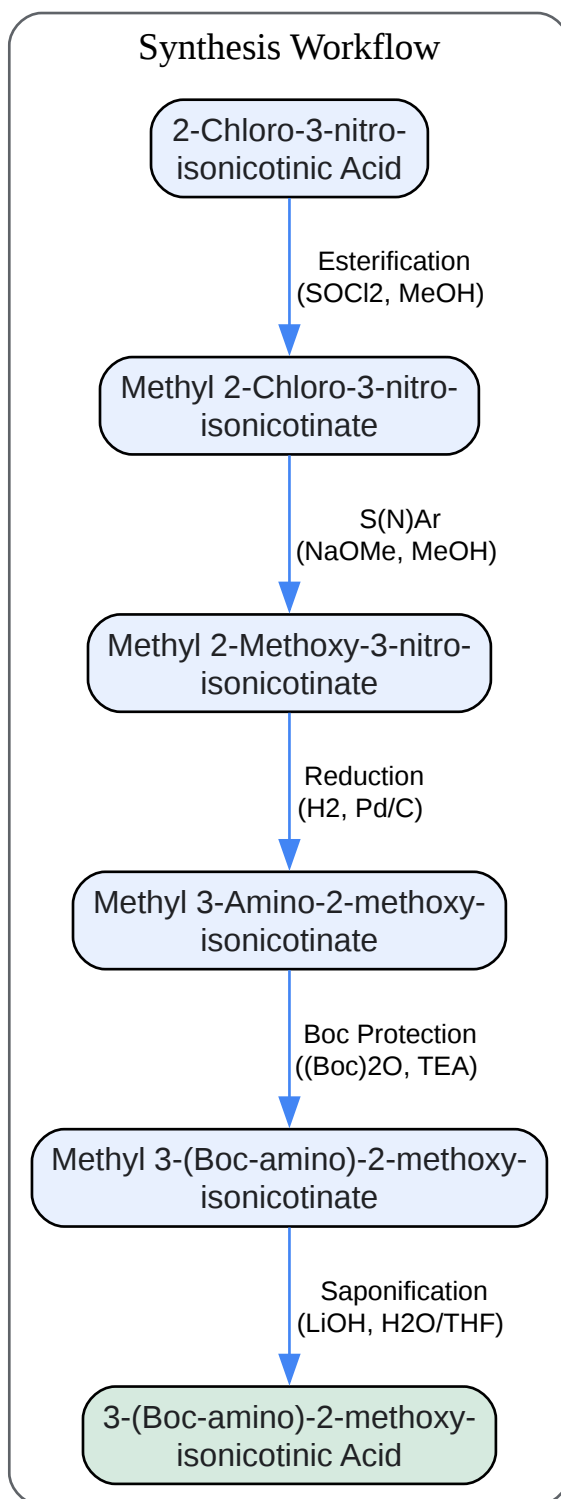 Synthesis Workflow
2-Chloro-3-nitro-
isonicotinic Acid
Esterification
(SOCl2, MeOH)
Methyl 2-Chloro-3-nitro-
isonicotinate
S(N)Ar
(NaOMe, MeOH)
Methyl 2-Methoxy-3-nitro-
isonicotinate
Reduction
(H2, Pd/C)
Methyl 3-Amino-2-methoxy-
isonicotinate
Boc Protection
((Boc)2O, TEA)
Methyl 3-(Boc-amino)-2-methoxy-
isonicotinate
Saponification
(LiOH, H2O/THF)
3-(Boc-amino)-2-methoxy-
isonicotinic Acid